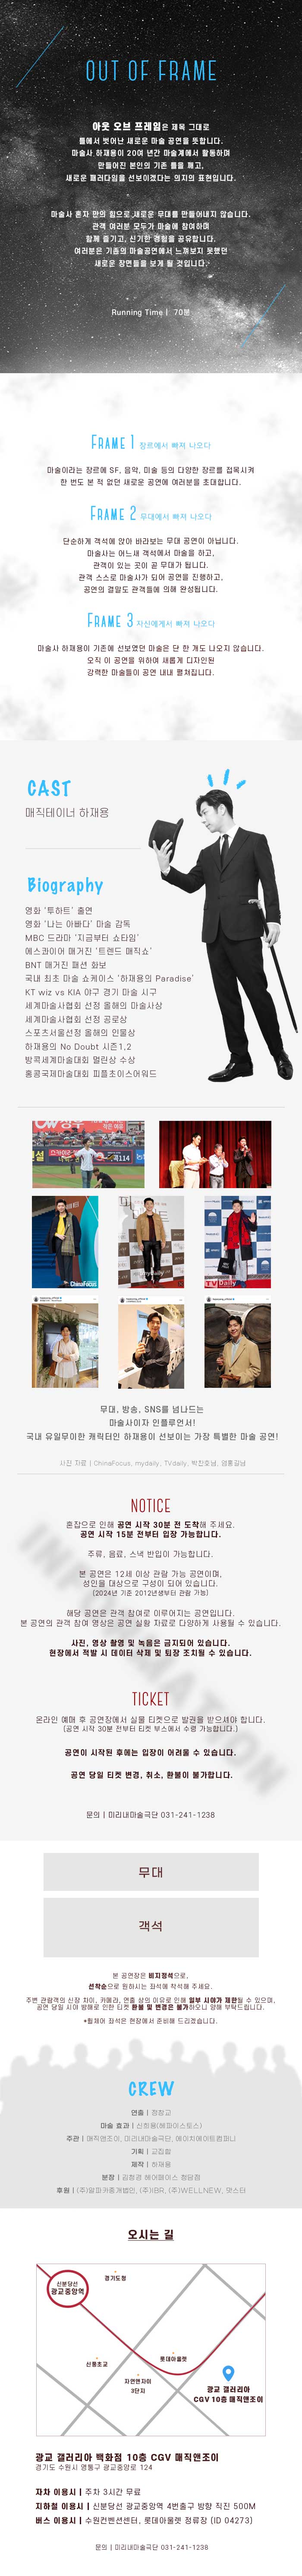 OUT OF FRAME
아웃 오브 프레임은 제목 그대로
틀에서 벗어난 새로운 마술 공연을 뜻합니다.
마술사 하재용이 20여 년간 마술계에서 활동하며
만들어진 본인의 기존 틀을 깨고,
새로운 패러다임을 선보이겠다는 의지의 표현입니다.
마술사 혼자 만의 힘으로 새로운 무대를 만들어내지 않습니다.
관객 여러분 모두가 마술에 참여하며
함께 즐기고, 신기한 경험을 공유합니다.
여러분은 기존의 마술공연에서 느껴보지 못했던
새로운 장면들을 보게 될 것입니다.
Running Time | 70분
FRAME 1 장르에서 빠져 나오다
마술이라는 장르에 SF, 음악, 미술 등의 다양한 장르를 접목시켜
한 번도 본 적 없던 새로운 공연에 여러분을 초대합니다.
FRAME 2 무대에서 빠져 나오다
단순하게 객석에 앉아 바라보는 무대 공연이 아닙니다.
마술사는 어느새 객석에서 마술을 하고,
관객이 있는 곳이 곧 무대가 됩니다.
관객 스스로 마술사가 되어 공연을 진행하고,
공연의 결말도 관객들에 의해 완성됩니다.
FRAME 3 자신에게서 빠져 나오다
마술사 하재용이 기존에 선보였던 마술은 단 한 개도 나오지 않습니다.
오직 이 공연을 위하여 새롭게 디자인된
강력한 마술들이 공연 내내 펼쳐집니다.
CAST
매직테이너 하재용
Biography
영화 '투하트' 출연
영화 '나는 아빠다' 마술 감독
MBC 드라마 '지금부터 쇼타임'
에스콰이어 매거진 '트렌드 매직쇼'
BNT 매거진 패션 화보
국내 최초 마술 쇼케이스 '하재용의 Paradise'
KT wiz vs KIA 야구 경기 마술 시구
세계마술사협회 선정 올해의 마술사상
세계마술사협회 선정 공로상
스포츠서울선정 올해의 인물상
하재용의 No Doubt 시즌1,2
방콕세계마술대회 멀린상 수상
홍콩국제마술대회 피플초이스어워드
114
ChinaFocus
TVdaily
무대, 방송, SNS를 넘나드는
마술사이자 인플루언서!
국내 유일무이한 캐릭터인 하재용이 선보이는 가장 특별한 마술 공연!
사진 자료 | ChinaFocus, mydaily, TVdaily, 박찬호님, 염홍길님
NOTICE
혼잡으로 인해 공연 시작 30분 전 도착해 주세요.
공연 시작 15분 전부터 입장 가능합니다.
주류, 음료, 스낵 반입이 가능합니다.
본 공연은 12세 이상 관람 가능 공연이며,
성인을 대상으로 구성이 되어 있습니다.
(2024년 기준 2012년생부터 관람 가능)
해당 공연은 관객 참여로 이루어지는 공연입니다.
본 공연의 관객 참여 영상은 공연 실황 자료로 다양하게 사용될 수 있습니다.
사진, 영상 촬영 및 녹음은 금지되어 있습니다.
현장에서 적발 시 데이터 삭제 및 퇴장 조치될 수 있습니다.
TICKET
온라인 예매 후 공연장에서 실물 티켓으로 발권을 받으셔야 합니다.
(공연 시작 30분 전부터 티켓 부스에서 수령 가능합니다.)
공연이 시작된 후에는 입장이 어려울 수 있습니다.
공연 당일 티켓 변경, 취소, 환불이 불가합니다.
문의 | 미리내마술극단 031-241-1238
무대
객석
본 공연장은 비지정석으로,
선착순으로 원하시는 좌석에 착석해 주세요.
주변 관람객의 신장 차이, 카메라, 연출 상의 이유로 인해 일부 시야가 제한될 수 있으며,
공연 당일 시야 방해로 인한 티켓 환불 및 변경은 불가하오니 양해 부탁드립니다.
*휠체어 좌석은 현장에서 준비해 드리겠습니다.
CREW
연출 | 정창교
마술 효과 | 신희용(헤파이스토스)
주관 | 매직앤조이, 미리내마술극단, 에이치에이트컴퍼니
기획 | 교집합
제작 | 하재용
분장 | 김정경 헤어페이스 청담점
후원 | (주)알파카중개법인, (주)IBR, (주)WELLNEW, 댓스타
오시는 길
신분당선
광교중앙역
경기도청
신풍초교
자연앤자이
3단지
롯데아울렛
광교 갤러리아
CGV 10층 매직앤조이
광교 갤러리아 백화점 10층 CGV 매직앤조이
경기도 수원시 영통구 광교중앙로 124
자차 이용시 | 주차 3시간 무료
지하철 이용시 | 신분당선 광교중앙역 4번출구 방향 직진 500M
버스 이용시 | 수원컨벤션센터, 롯데아울렛 정류장 (ID 04273)
문의 | 미리내마술극단 031-241-1238